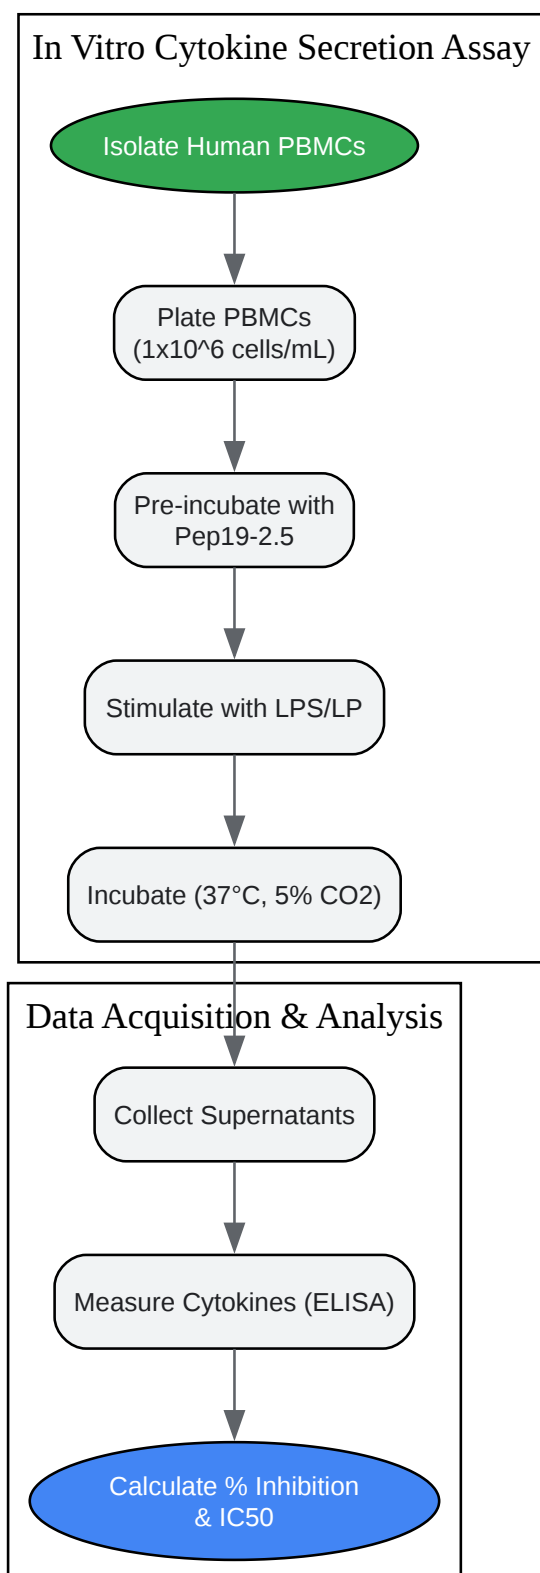 In Vitro Cytokine Secretion Assay
Isolate Human PBMCs
Plate PBMCs
(1x10^6 cells/mL)
Pre-incubate with
Pep19-2.5
Stimulate with LPS/LP
Incubate (37°C, 5% CO2)
Data Acquisition & Analysis
Collect Supernatants
Measure Cytokines (ELISA)
Calculate % Inhibition
& IC50